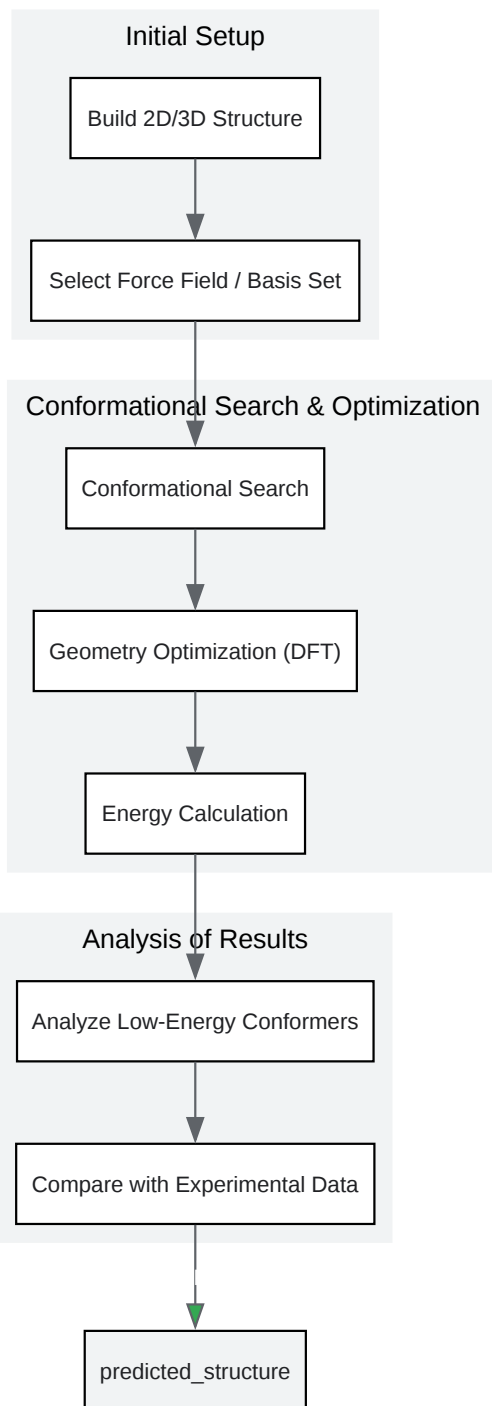 Initial Setup
Build 2D/3D Structure
Select Force Field / Basis Set
Conformational Search & Optimization
Conformational Search
Geometry Optimization (DFT)
Energy Calculation
Analysis of Results
Analyze Low-Energy Conformers
Compare with Experimental Data
predicted_structure